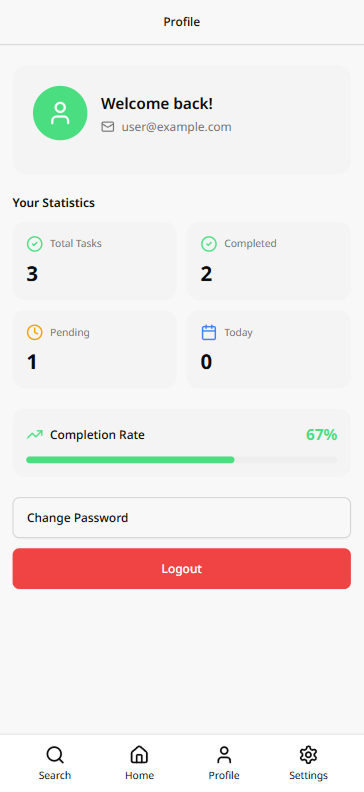 Profile
Welcome back!
user@example.com
Your Statistics
Total Tasks
3
Completed
2
Pending
1
Today
0
Completion Rate
67%
Change Password
Logout
Search
Home
Profile
Settings